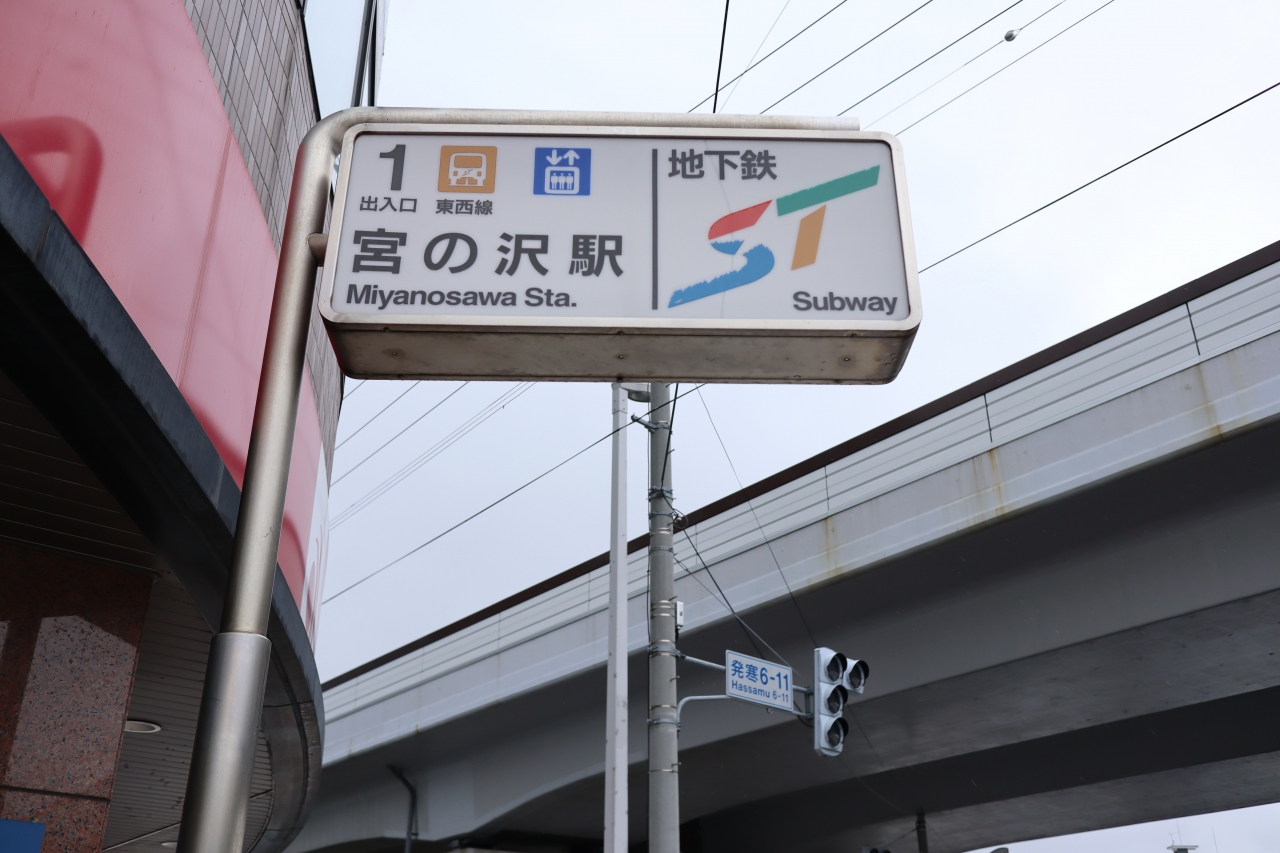 1
出入口
東西線
宮の沢駅
Miyanosawa Sta.
地下鉄
ST
Subway
発寒6-11
Hassamu 6-11